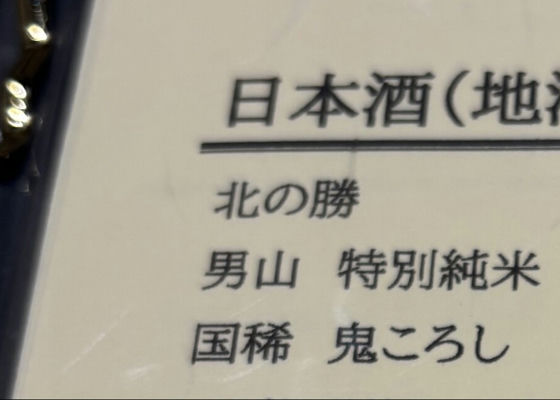 日本酒（地酒
北の勝
男山　特別純米
国稀　鬼ころし